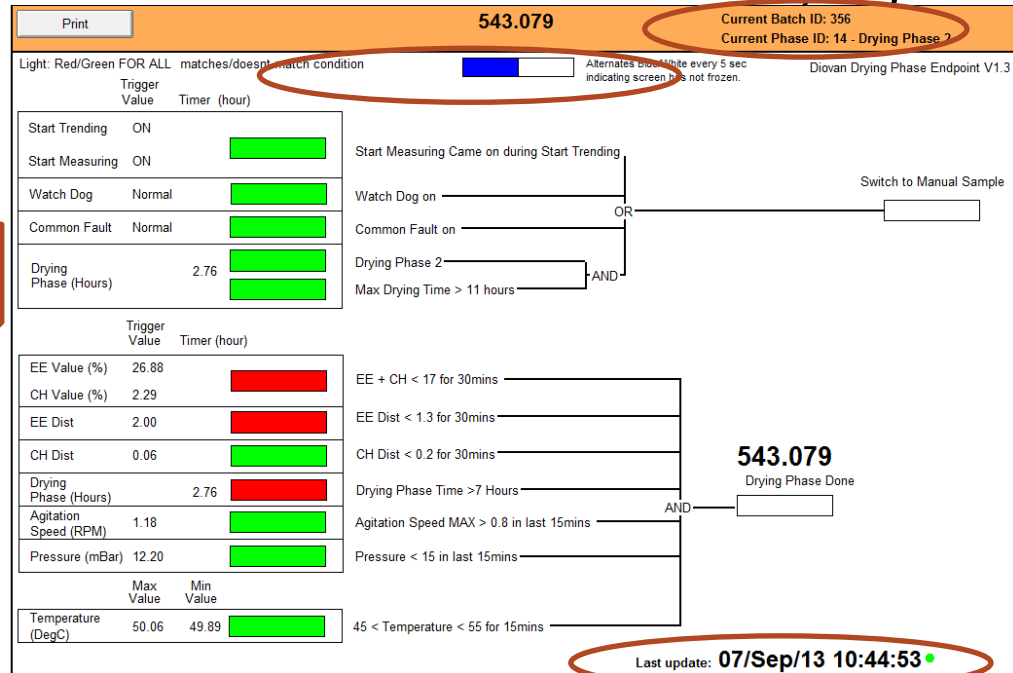 Print
543.079
Current Batch ID: 356
Current Phase ID: 14 - Drying Phase 2
Light: Red/Green FOR ALL matches/doesnt match condition
Alternates blue/White every 5 sec
indicating screen has not frozen.
Diovan Drying Phase Endpoint V1.3
Trigger
Value Timer (hour)
Start Trending ON
Start Measuring ON
Start Measuring Came on during Start Trending
Watch Dog Normal
Watch Dog on
Switch to Manual Sample
OR
Common Fault Normal
Common Fault on
Drying
Phase (Hours) 2.76
Drying Phase 2
AND
Max Drying Time > 11 hours
Trigger
Value Timer (hour)
EE Value (%) 26.88
CH Value (%) 2.29
EE + CH < 17 for 30mins
EE Dist 2.00
EE Dist < 1.3 for 30mins
CH Dist 0.06
CH Dist < 0.2 for 30mins
543.079
Drying Phase Done
Drying
Phase (Hours) 2.76
Drying Phase Time >7 Hours
AND
Agitation
Speed (RPM) 1.18
Agitation Speed MAX > 0.8 in last 15mins
Pressure (mBar) 12.20
Pressure < 15 in last 15mins
Max Min
Value Value
Temperature
(DegC) 50.06 49.89
45 < Temperature < 55 for 15mins
Last update: 07/Sep/13 10:44:53